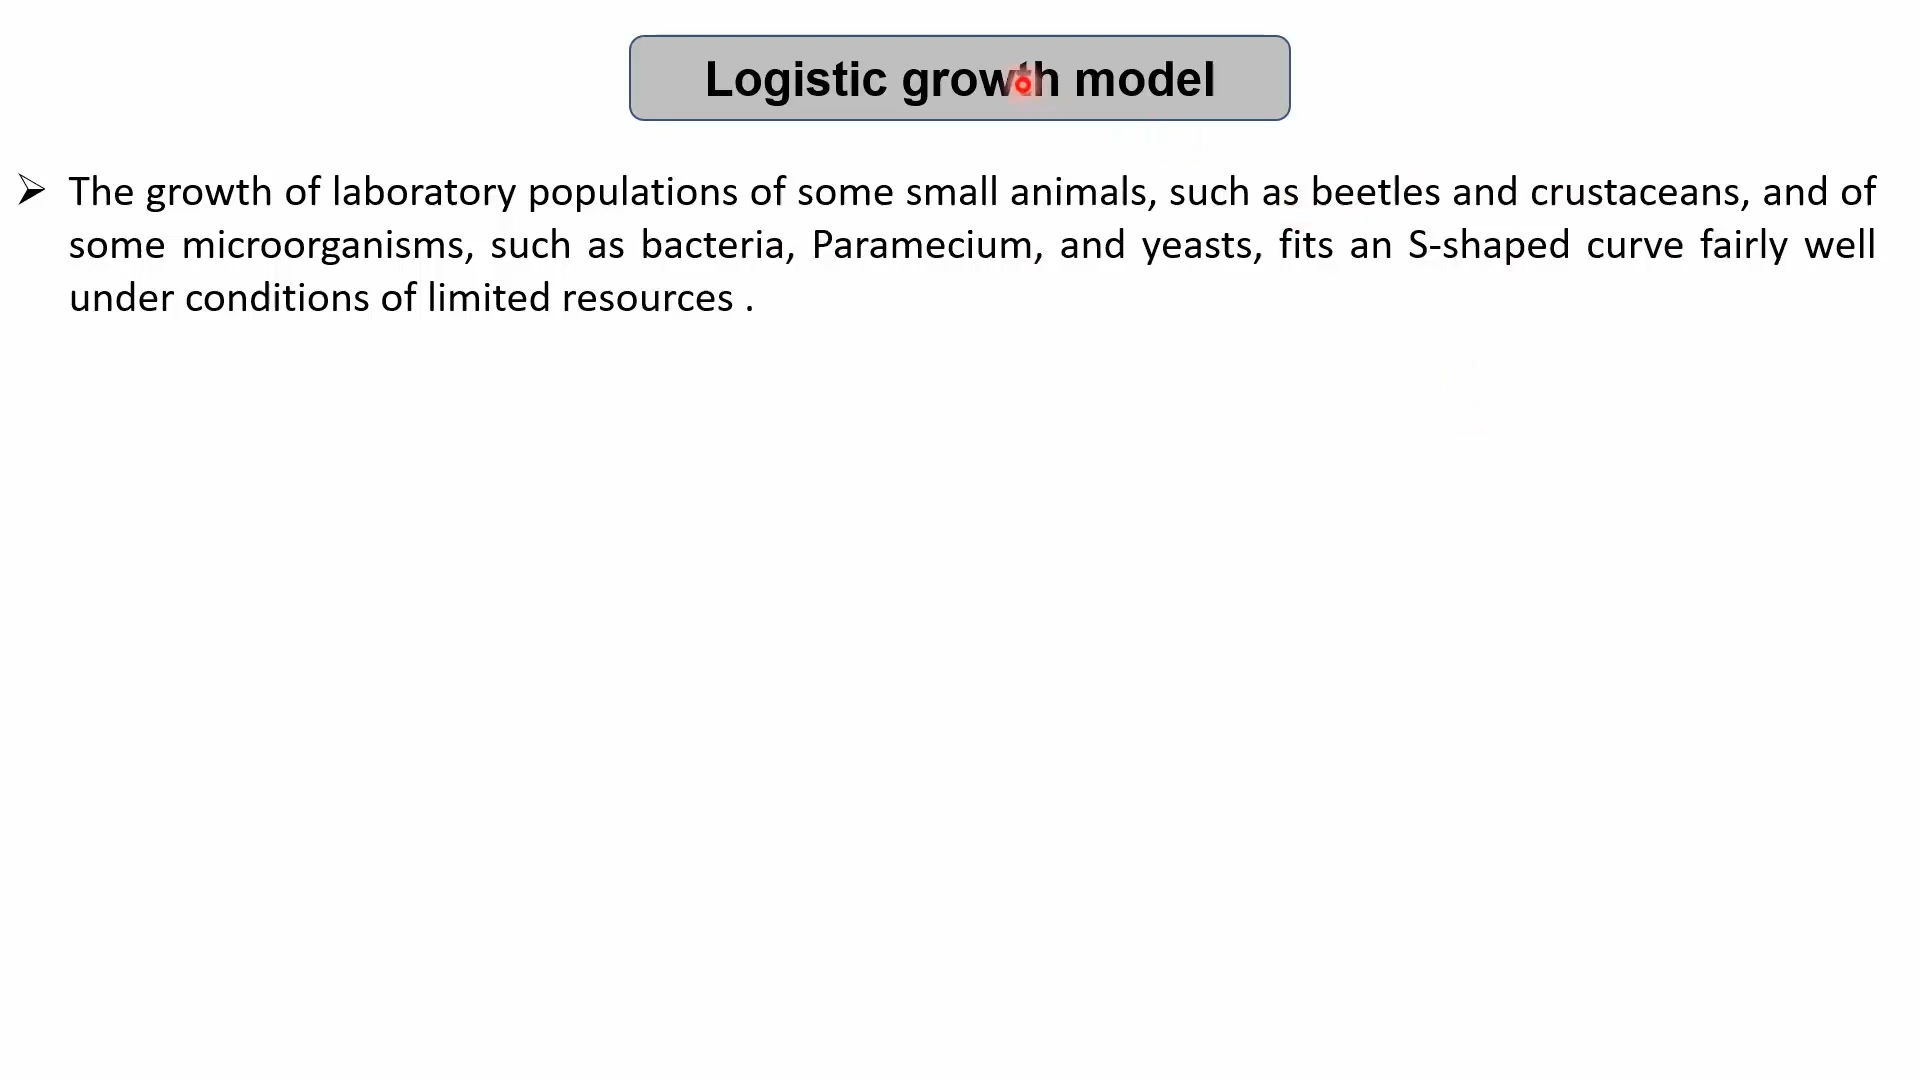 Logistic growth model
➢ The growth of laboratory populations of some small animals, such as beetles and crustaceans, and of
some microorganisms, such as bacteria, Paramecium, and yeasts, fits an S-shaped curve fairly well
under conditions of limited resources .